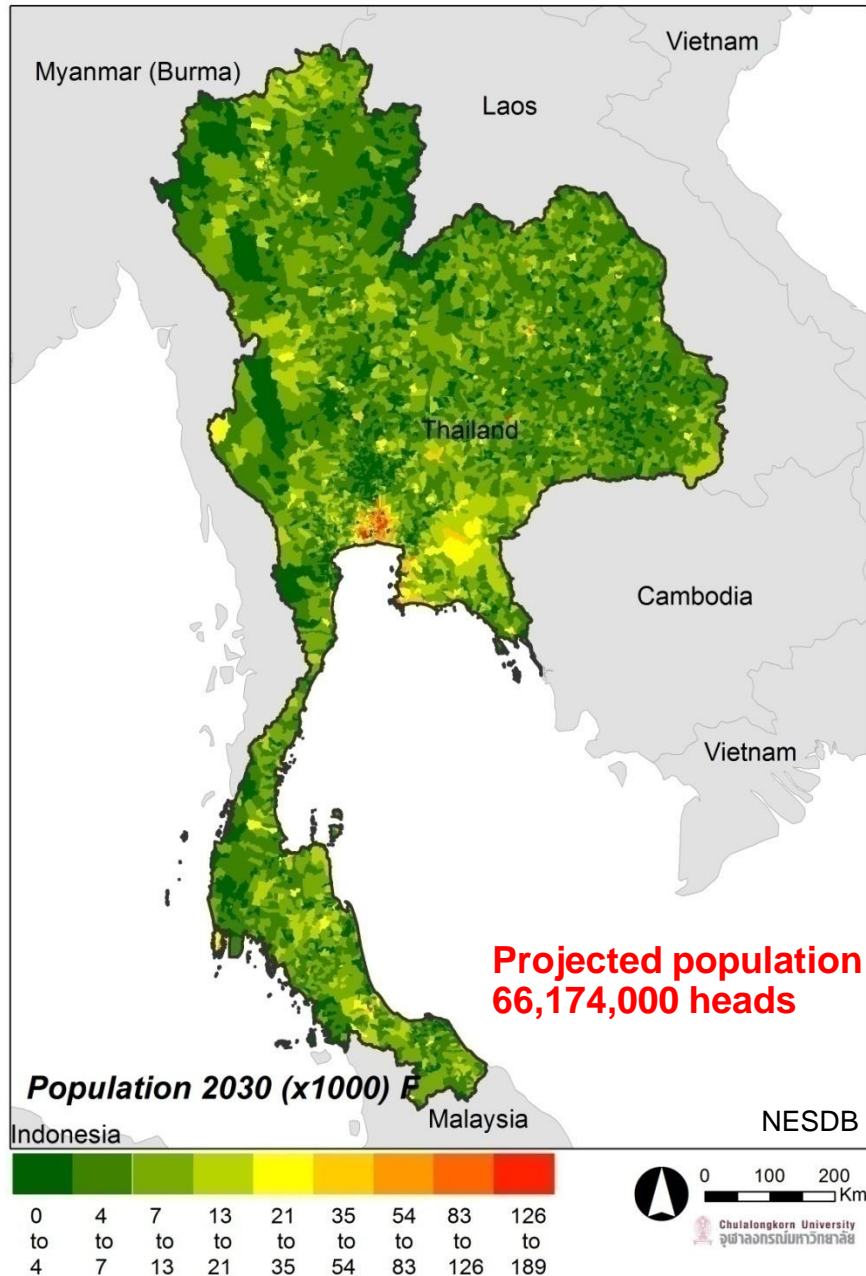 Vietnam
Myanmar (Burma)
Laos
Thailand
Cambodia
Vietnam
Projected population
66,174,000 heads
Population 2030 (x1000) F
Malaysia
NESDB
Indonesia
0 4 7 13 21 35 54 83 126
to to to to to to to to to
4 7 13 21 35 54 83 126 189
0 100 200
Km
Chulalongkorn University
จุฬาลงกรณ์มหาวิทยาลัย